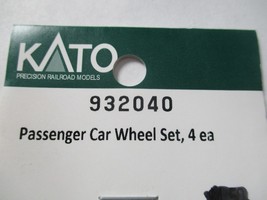 KATO
PRECISION RAILROAD MODELS
932040
Passenger Car Wheel Set, 4 ea